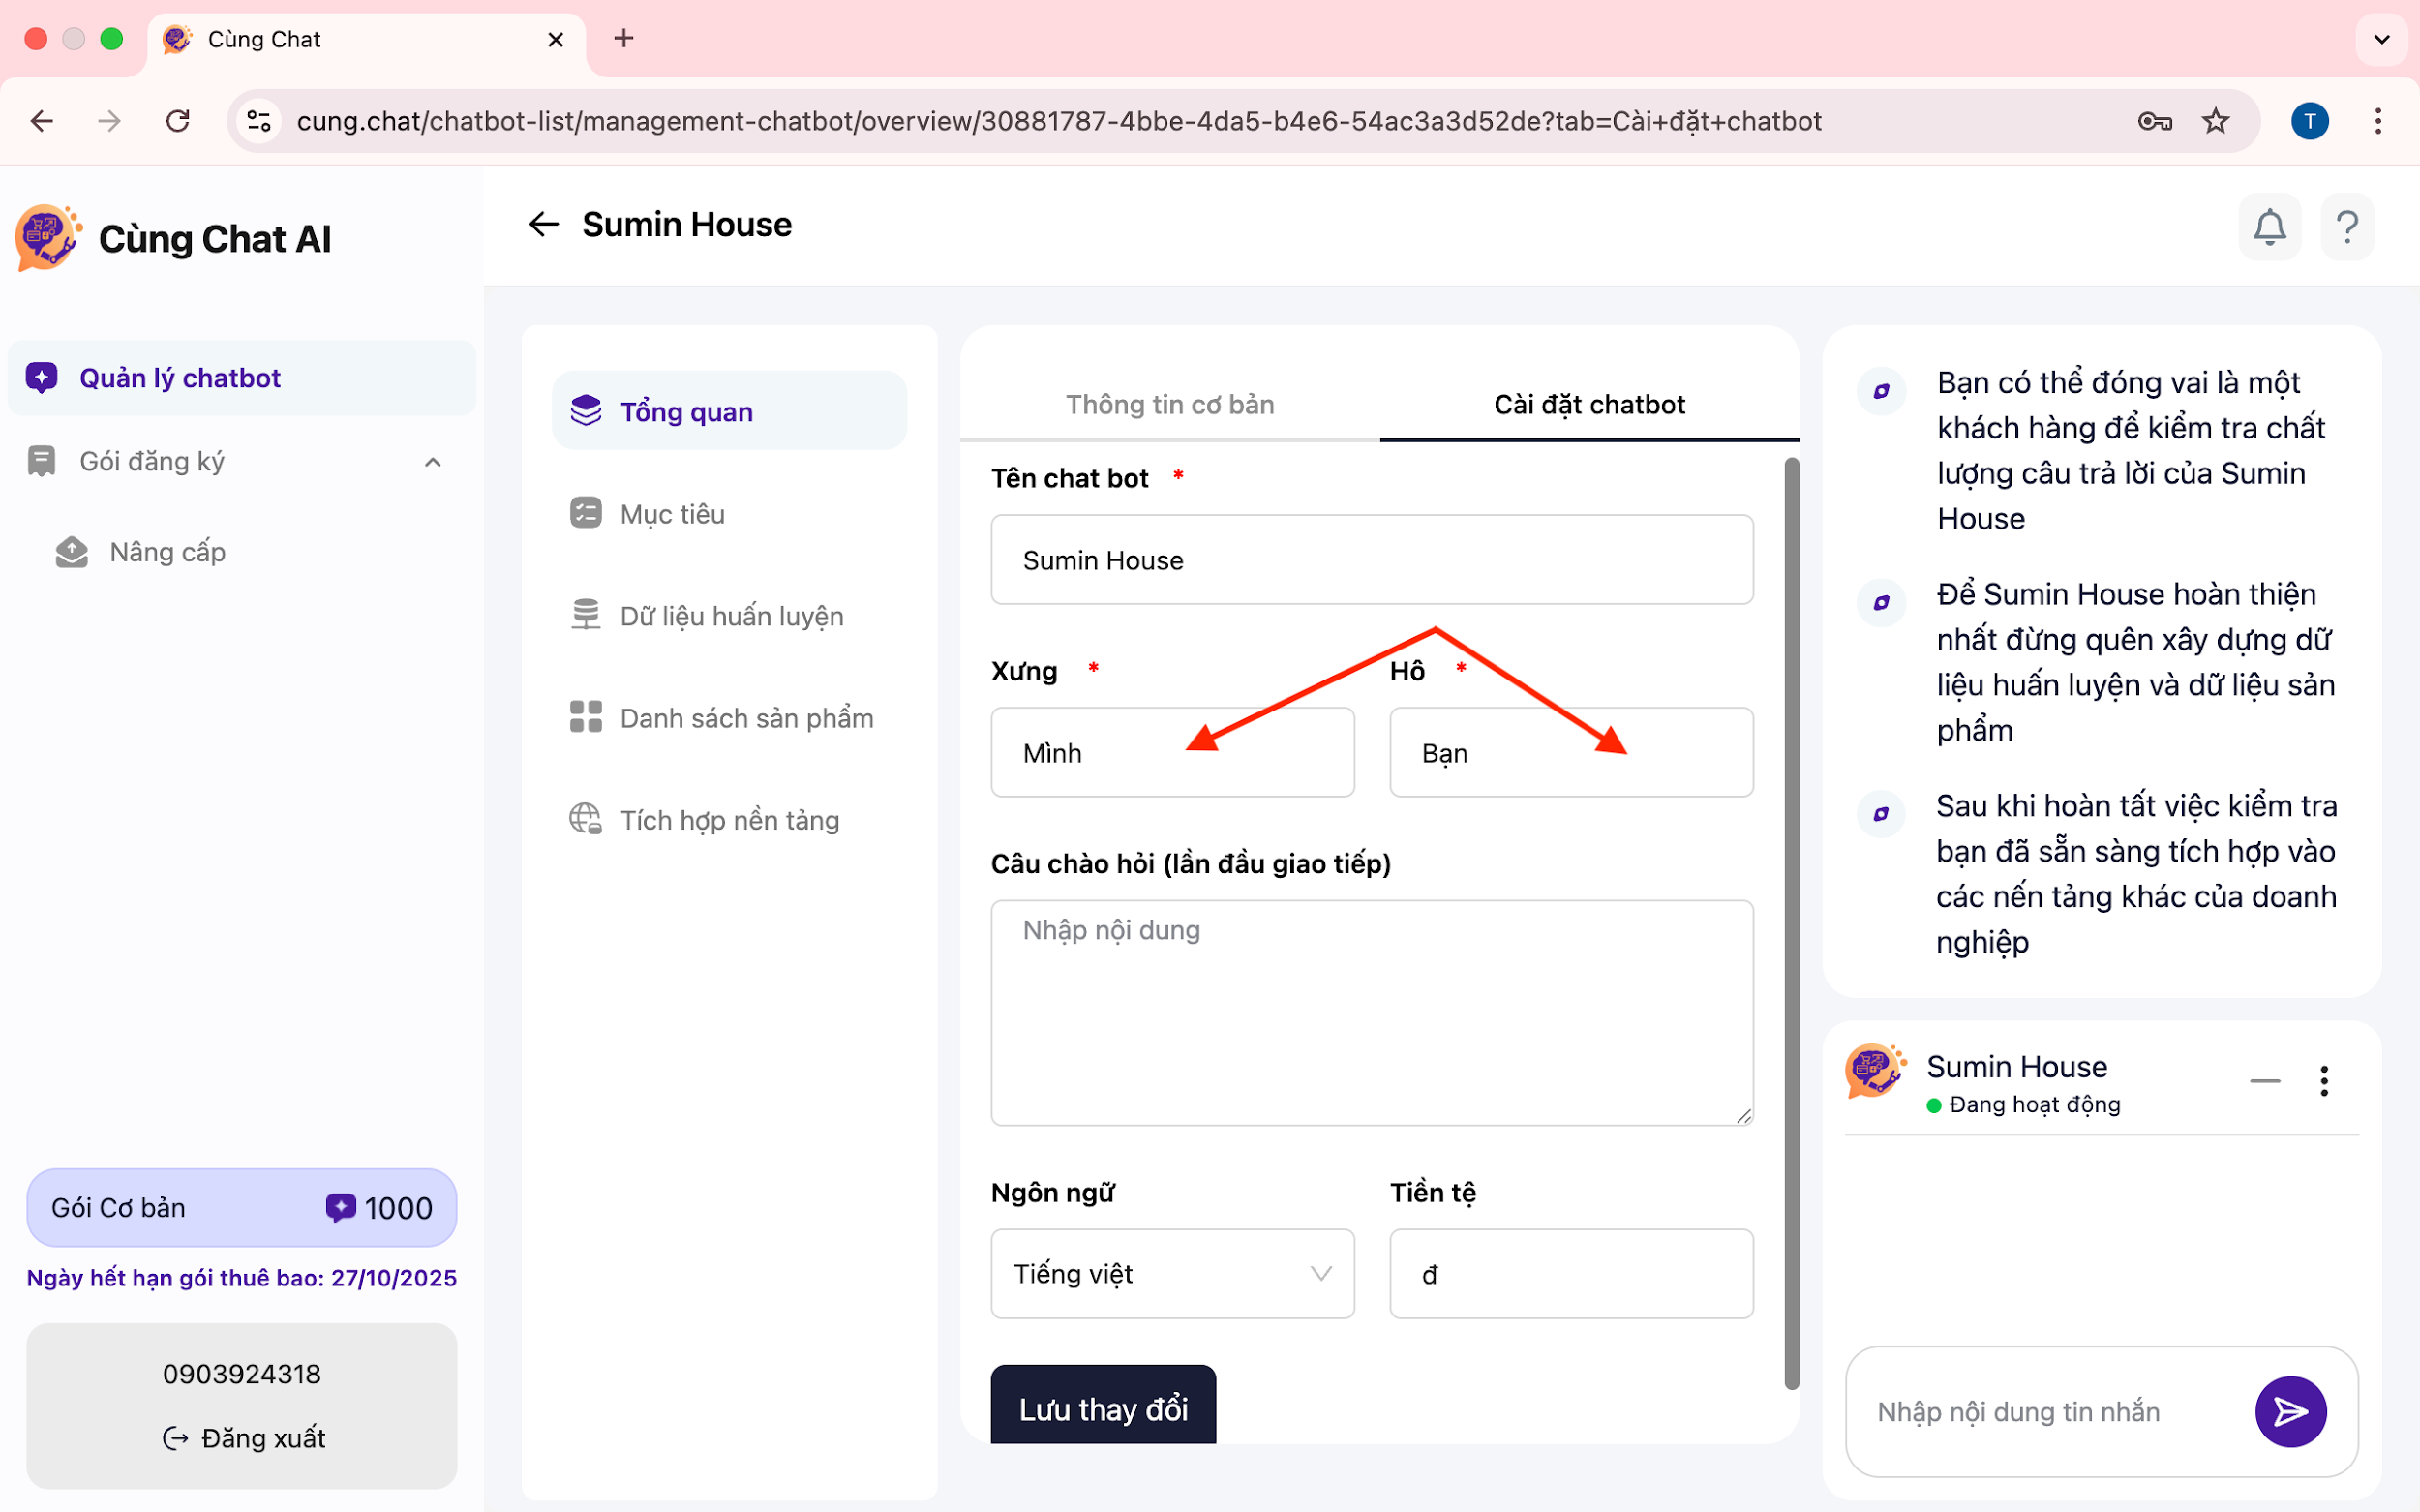 Cùng Chat
cung.chat/chatbot-list/management-chatbot/overview/30881787-4bbe-4da5-b4e6-54ac3a3d52de?tab=Cài+đặt+chatbot
T
Cùng Chat AI
Quản lý chatbot
Gói đăng ký
Nâng cấp
Gói Cơ bản
1000
Ngày hết hạn gói thuê bao: 27/10/2025
0903924318
Đăng xuất
Sumin House
Tổng quan
Mục tiêu
Dữ liệu huấn luyện
Danh sách sản phẩm
Tích hợp nền tảng
Thông tin cơ bản
Cài đặt chatbot
Tên chat bot *
Sumin House
Xưng *
Hô *
Mình
Bạn
Câu chào hỏi (lần đầu giao tiếp)
Nhập nội dung
Ngôn ngữ
Tiền tệ
Tiếng việt
đ
Lưu thay đổi
Bạn có thể đóng vai là một
khách hàng để kiểm tra chất
lượng câu trả lời của Sumin
House
Để Sumin House hoàn thiện
nhất đừng quên xây dựng dữ
liệu huấn luyện và dữ liệu sản
phẩm
Sau khi hoàn tất việc kiểm tra
bạn đã sẵn sàng tích hợp vào
các nến tảng khác của doanh
nghiệp
Sumin House
Đang hoạt động
Nhập nội dung tin nhắn